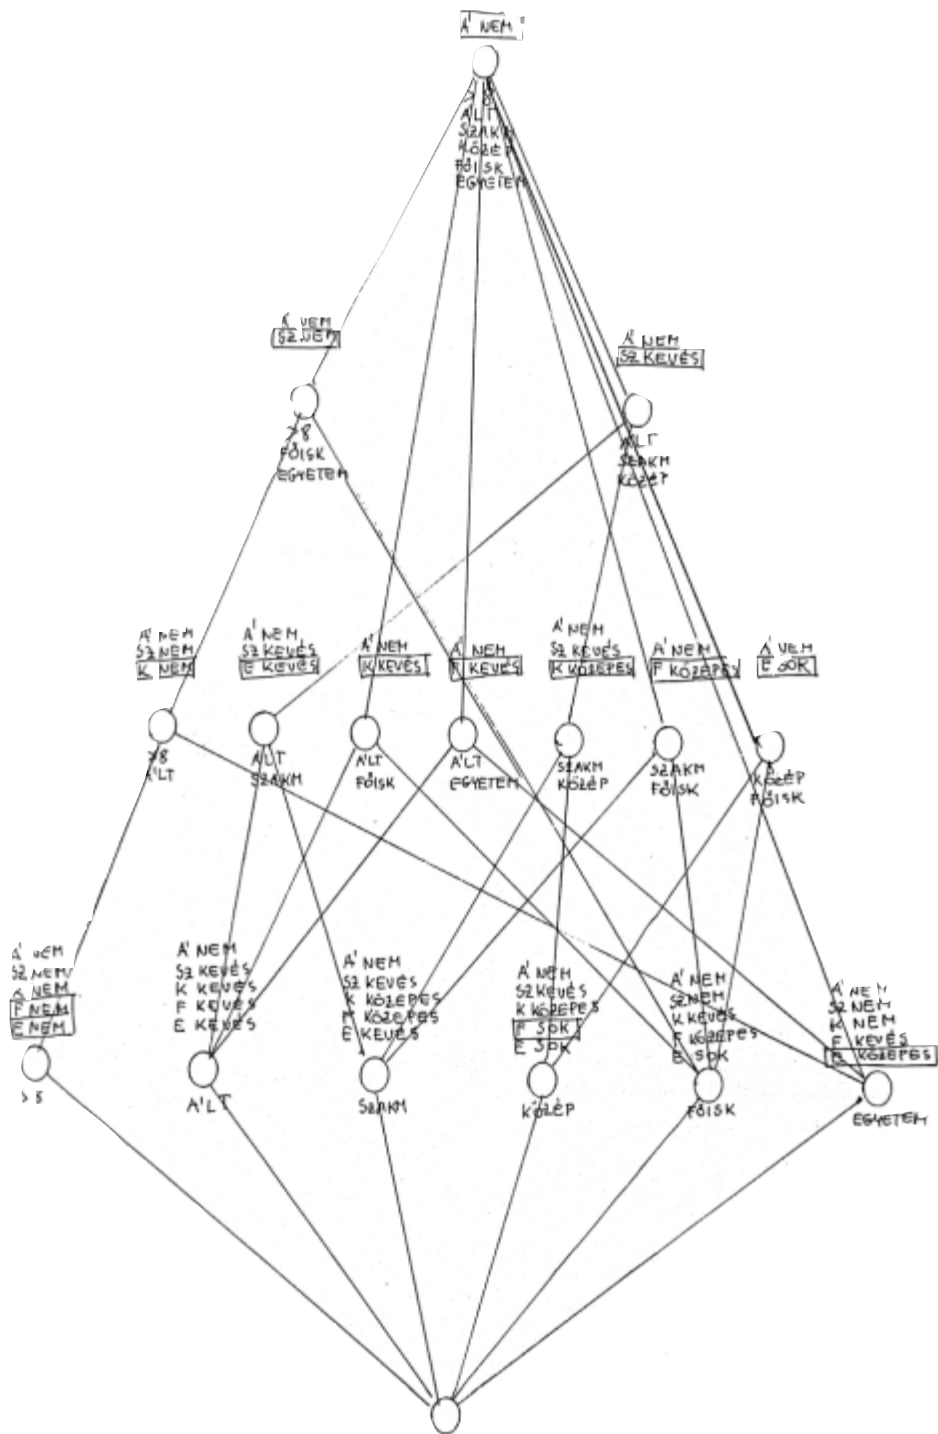 Á NEM
>8
ÁLT
SZAKM
KÖZÉP
FŐISK
EGYETEM
Á NEM
SZ NEM
>8
FŐISK
EGYETEM
Á NEM
SZ KEVÉS
ÁLT
SZAKM
KÖZÉP
Á NEM
SZ NEM
K NEM
>8
ÁLT
Á NEM
SZ KEVÉS
E KEVÉS
ÁLT
SZAKM
Á NEM
K KEVÉS
ÁLT
FŐISK
Á NEM
F KEVÉS
ÁLT
EGYETEM
Á NEM
SZ KEVÉS
K KÖZEPES
SZAKM
KÖZÉP
Á NEM
F KÖZEPES
SZAKM
FŐISK
Á NEM
E SOK
KÖZÉP
FŐISK
Á NEM
SZ NEM
K NEM
F NEM
E NEM
>8
Á NEM
SZ KEVÉS
K KEVÉS
F KEVÉS
E KEVÉS
ÁLT
Á NEM
SZ KEVÉS
K KÖZEPES
F KÖZEPES
E KEVÉS
SZAKM
Á NEM
SZ KEVÉS
K KÖZEPES
F SOK
E SOK
KÖZÉP
Á NEM
SZ NEM
K KEVÉS
F KÖZEPES
E SOK
FŐISK
Á NEM
SZ NEM
K NEM
F KEVÉS
E KÖZEPES
EGYETEM